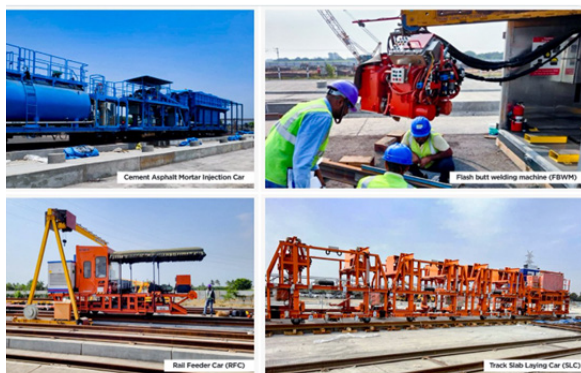 Cement Asphalt Mortar Injection Car
Flash butt welding machine (FBWM)
Rail Feeder Car (RFC)
Track Slab Laying Car (SLC)